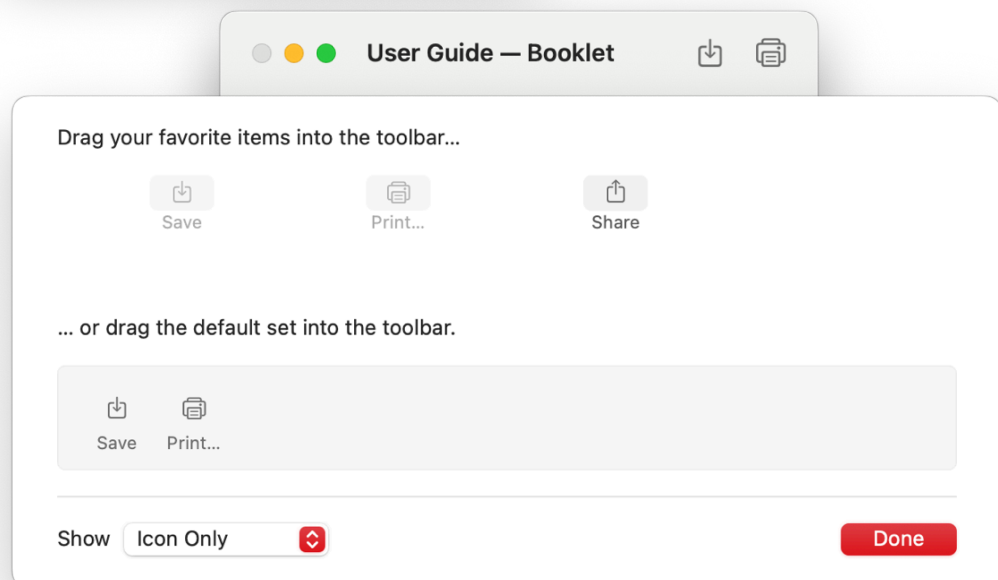 User Guide — Booklet
Drag your favorite items into the toolbar...
Save
Print...
Share
... or drag the default set into the toolbar.
Save
Print...
Show
Icon Only
Done